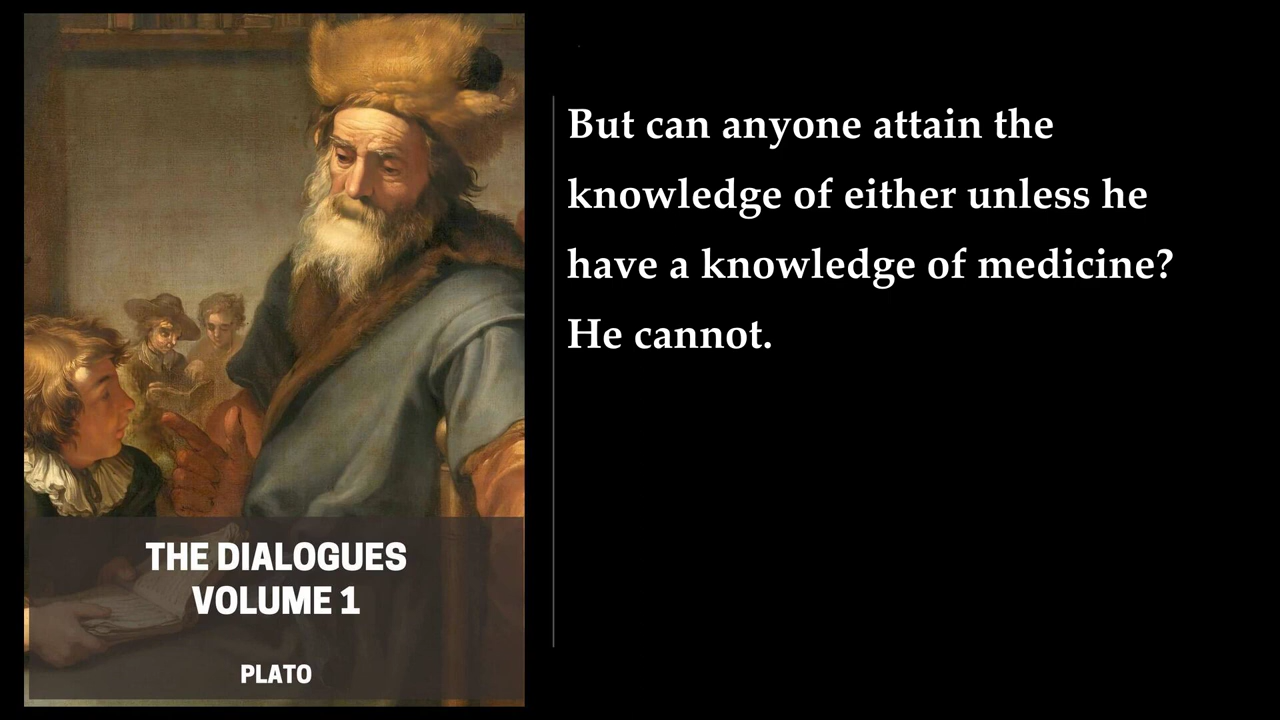 But can anyone attain the
knowledge of either unless he
have a knowledge of medicine?
He cannot.
THE DIALOGUES
VOLUME 1
PLATO